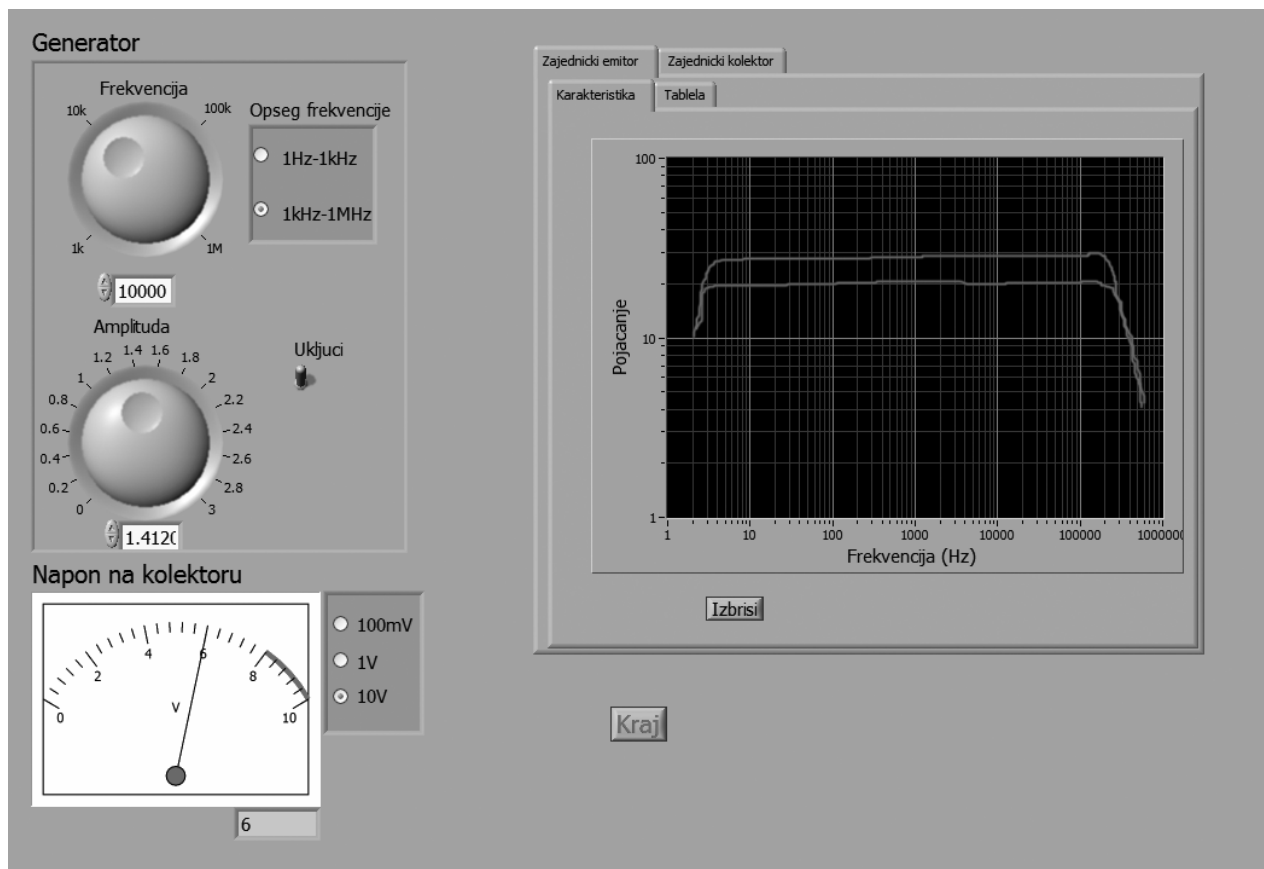 Generator
Frekvencija
10k
100k
1k
1M
10000
Opseg frekvencije
1Hz-1kHz
1kHz-1MHz
Amplituda
0
0.2
0.4
0.6
0.8
1
1.2
1.4
1.6
1.8
2
2.2
2.4
2.6
2.8
3
1.412
Ukljuci
Napon na kolektoru
0
2
4
6
8
10
V
6
100mV
1V
10V
Zajednicki emitor
Zajednicki kolektor
Karakteristika
Tablela
Pojacanje
100
10
1
1
10
100
1000
10000
100000
1000000
Frekvencija (Hz)
Izbrisi
Kraj